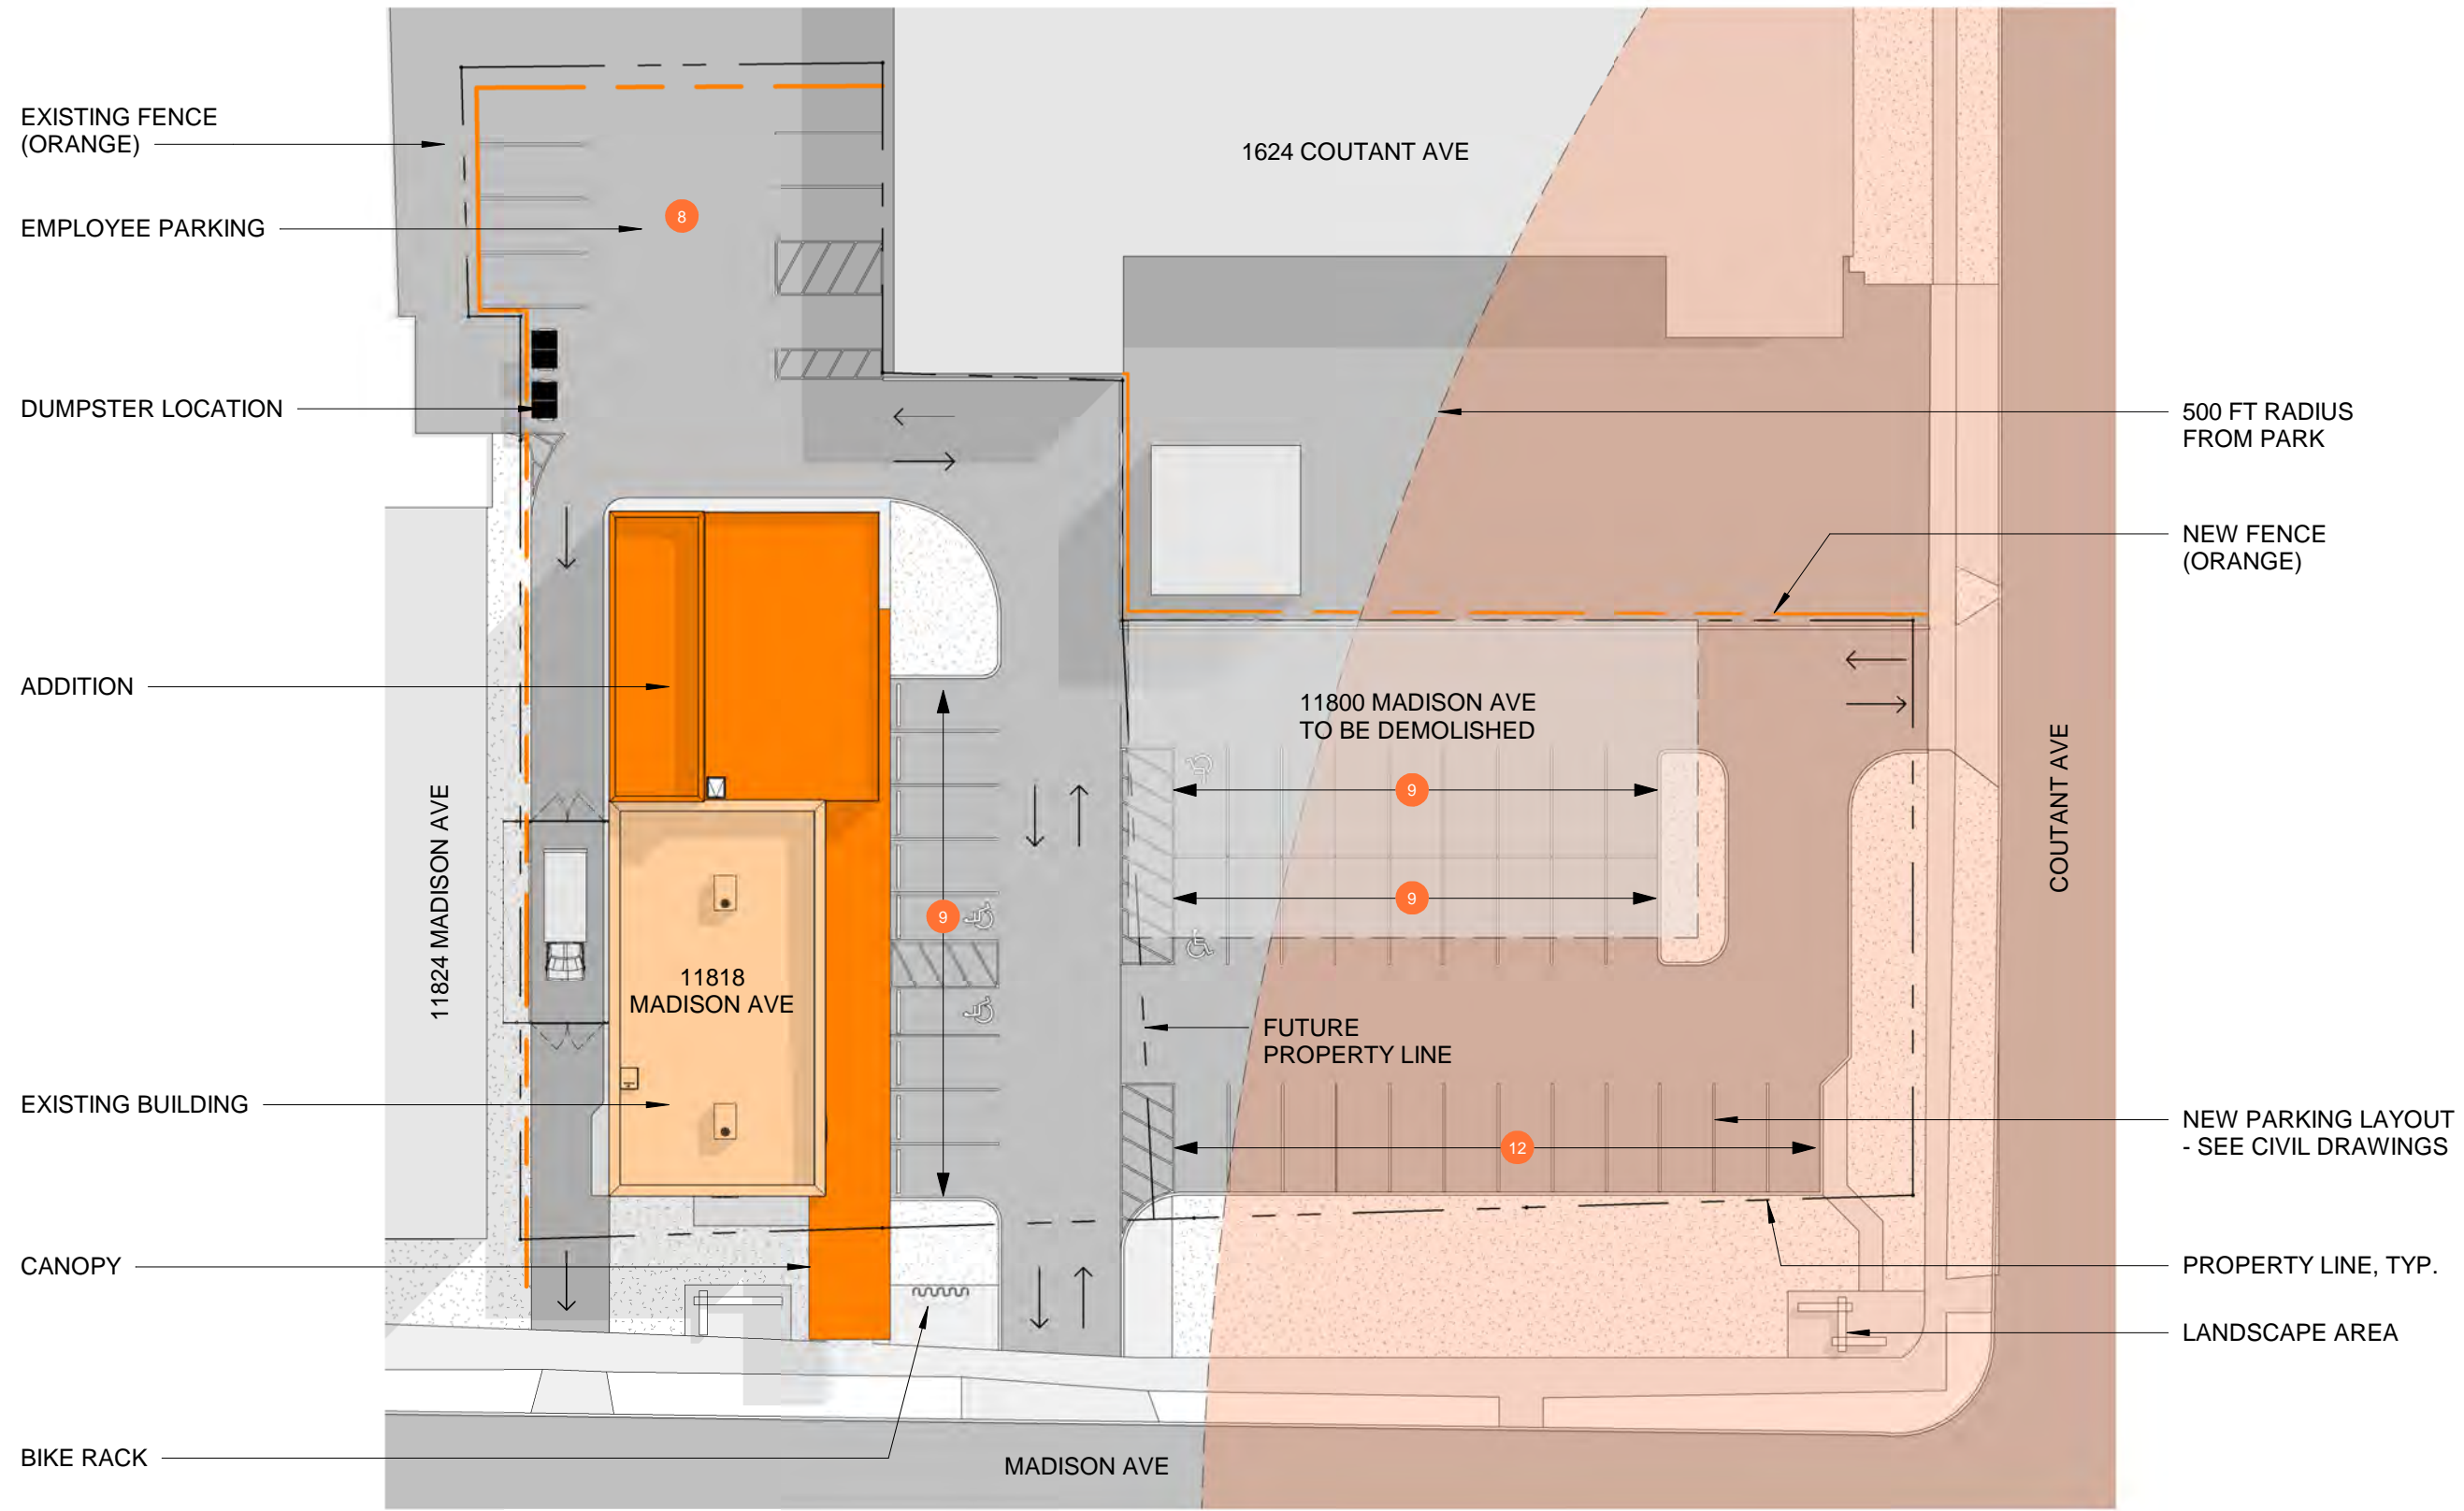 EXISTING FENCE
(ORANGE)
EMPLOYEE PARKING
8
DUMPSTER LOCATION
ADDITION
EXISTING BUILDING
CANOPY
BIKE RACK
1624 COUTANT AVE
500 FT RADIUS
FROM PARK
NEW FENCE
(ORANGE)
11800 MADISON AVE
TO BE DEMOLISHED
9
9
9
11824 MADISON AVE
11818
MADISON AVE
FUTURE
PROPERTY LINE
12
COUTANT AVE
NEW PARKING LAYOUT
- SEE CIVIL DRAWINGS
PROPERTY LINE, TYP.
LANDSCAPE AREA
MADISON AVE